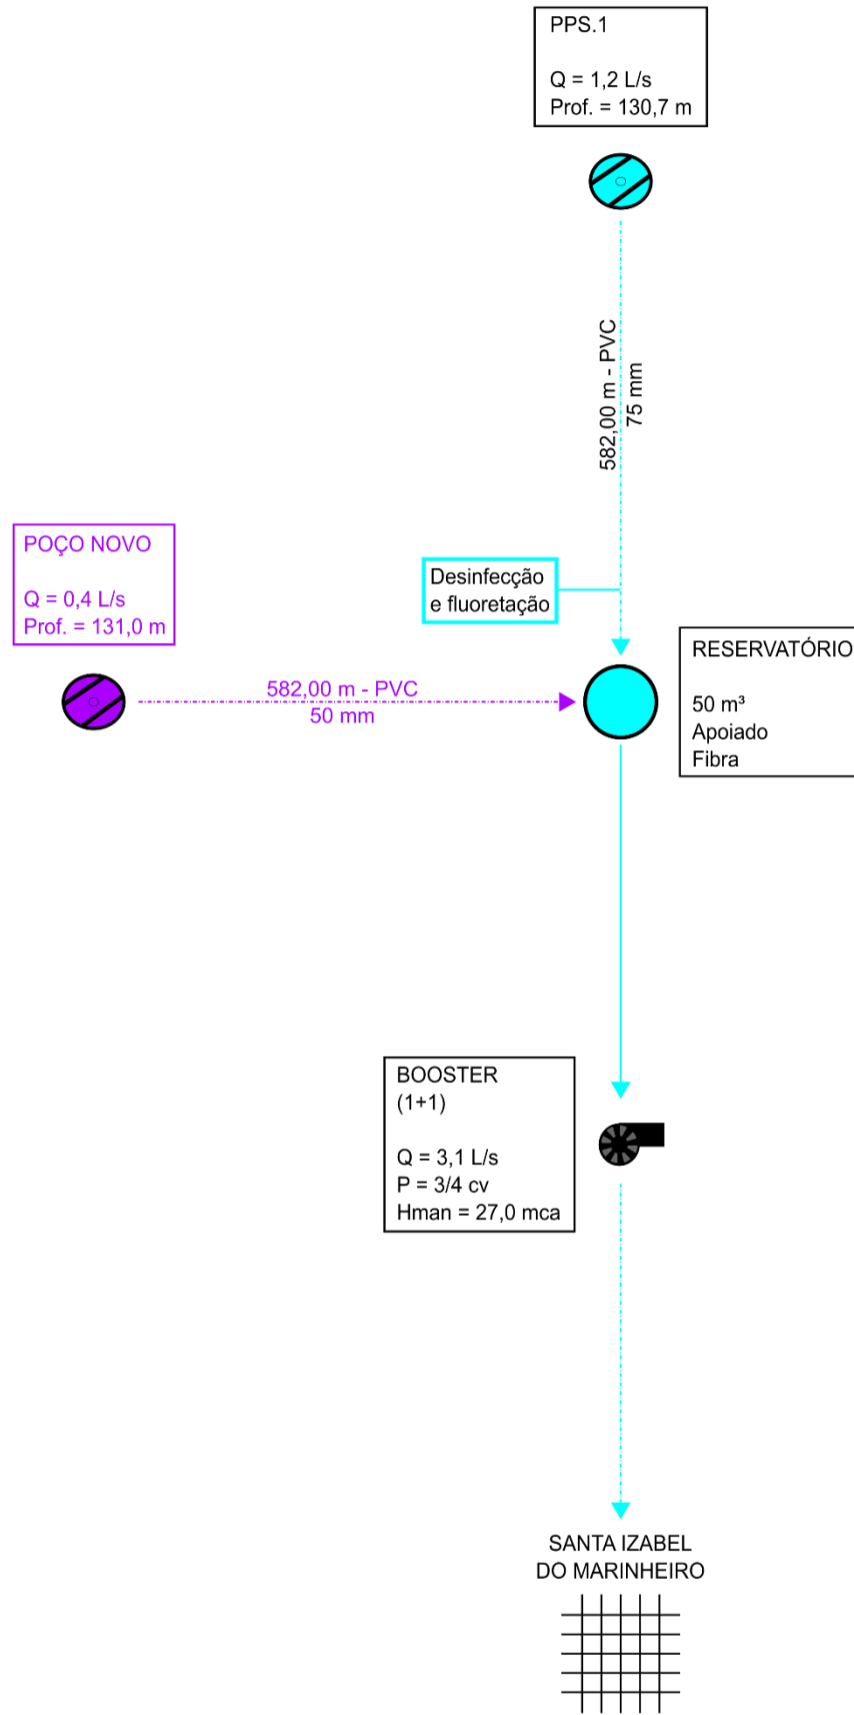 PPS.1
Q = 1,2 L/s
Prof. = 130,7 m
582,00 m - PVC
75 mm
POÇO NOVO
Q = 0,4 L/s
Prof. = 131,0 m
Desinfecção
e fluoretação
582,00 m - PVC
50 mm
RESERVATÓRIO
50 m³
Apoiado
Fibra
BOOSTER
(1+1)
Q = 3,1 L/s
P = 3/4 cv
Hman = 27,0 mca
SANTA IZABEL
DO MARINHEIRO